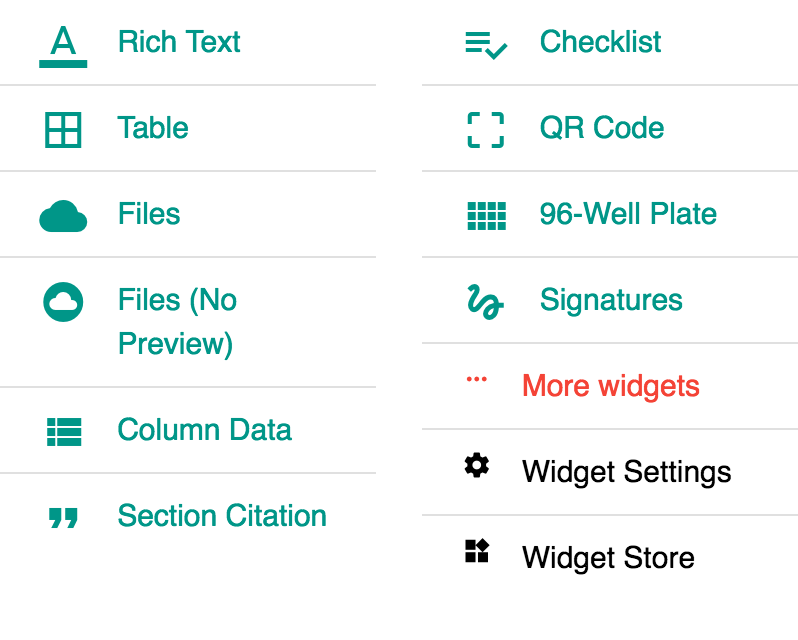 Rich Text
Table
Files
Files (No
Preview)
Column Data
Section Citation
Checklist
QR Code
96-Well Plate
Signatures
More widgets
Widget Settings
Widget Store